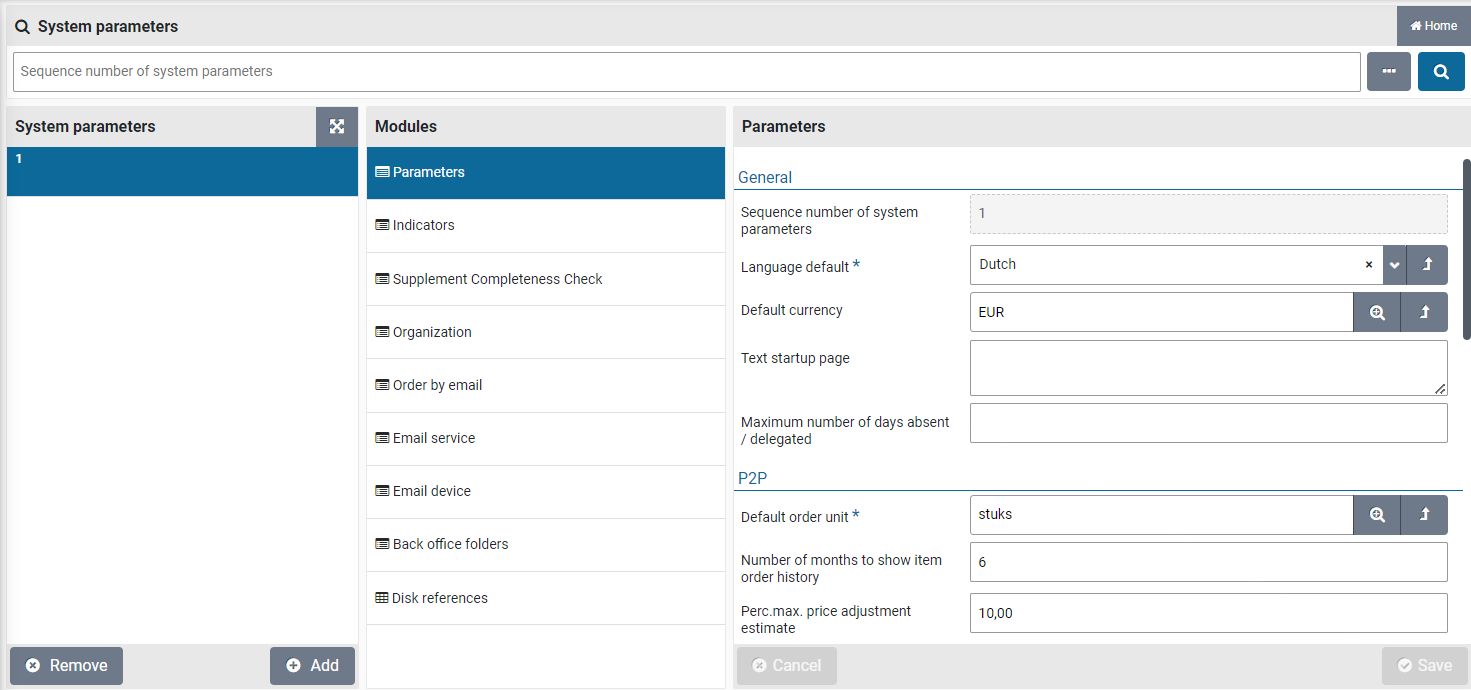 System parameters
Home
Sequence number of system parameters
System parameters
1
Modules
Parameters
Indicators
Supplement Completeness Check
Organization
Order by email
Email service
Email device
Back office folders
Disk references
Parameters
General
Sequence number of system
parameters
1
Language default *
Dutch
Default currency
EUR
Text startup page
Maximum number of days absent
/ delegated
P2P
Default order unit *
stuks
Number of months to show item
order history
6
Perc.max. price adjustment
estimate
10,00
Remove
Add
Cancel
Save